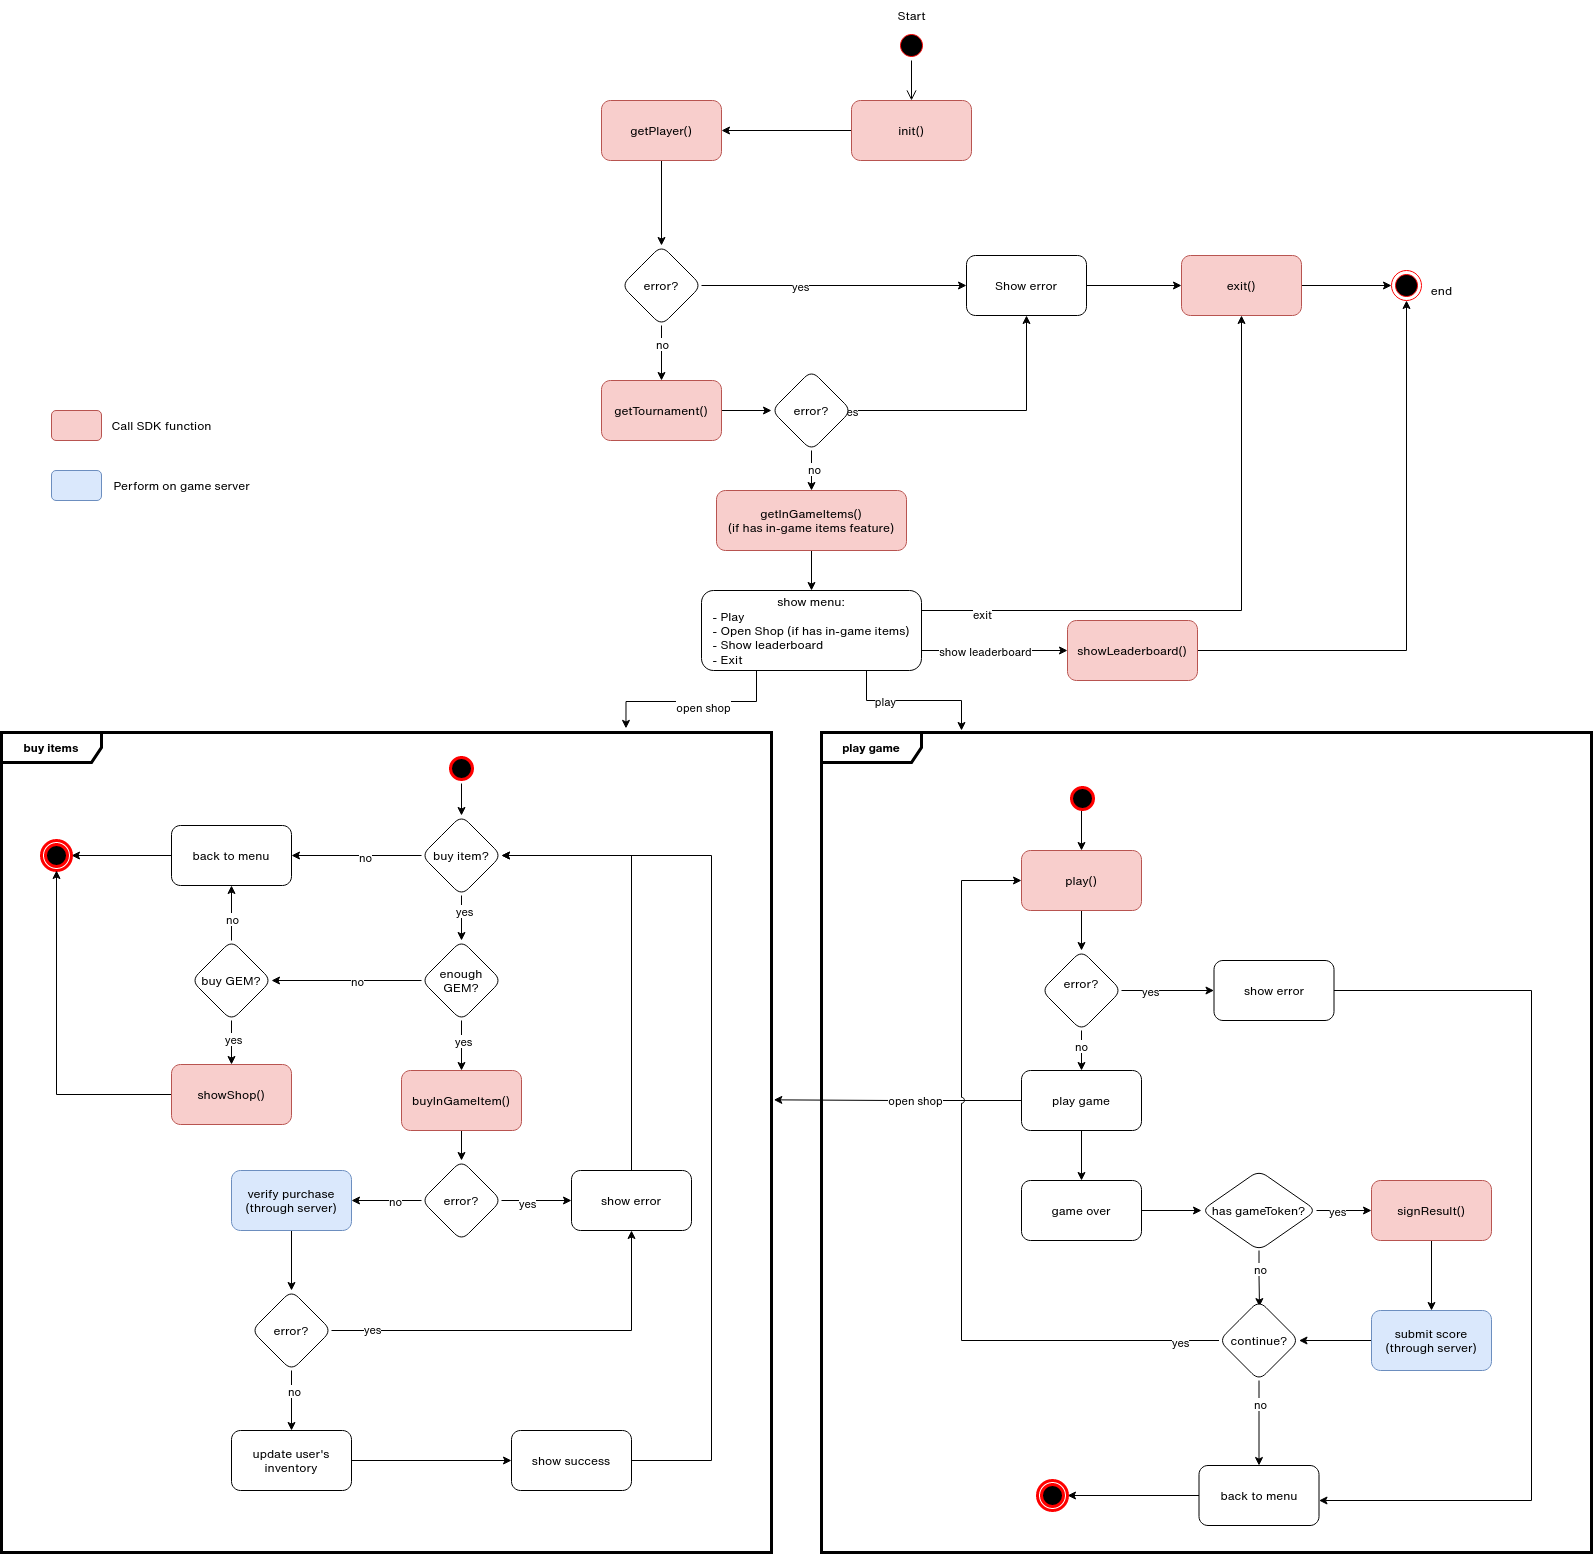 Start
getPlayer()
init()
error?
yes
Show error
exit()
end
no
getTournament()
error?
es
Call SDK function
no
Perform on game server
getInGameItems()
(if has in-game items feature)
show menu:
- Play
- Open Shop (if has in-game items)
- Show leaderboard
- Exit
exit
show leaderboard
showLeaderboard()
open shop
play
buy items
back to menu
no
buy item?
no
yes
buy GEM?
no
enough
GEM?
yes
yes
showShop()
buyInGameItem()
verify purchase
(through server)
no
error?
yes
show error
error?
yes
no
update user's
inventory
show success
play game
play()
error?
yes
show error
no
open shop
play game
game over
has gameToken?
yes
signResult()
no
yes
continue?
submit score
(through server)
no
back to menu